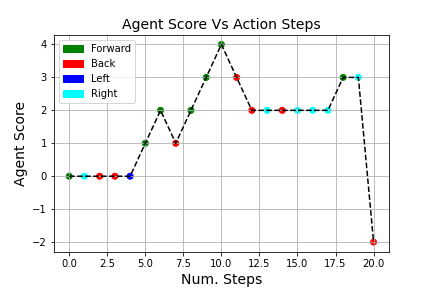 Agent Score Vs Action Steps
Forward
Back
Left
Right
Agent Score
4
3
2
1
0
−1
−2
0.0 2.5 5.0 7.5 10.0 12.5 15.0 17.5 20.0
Num. Steps